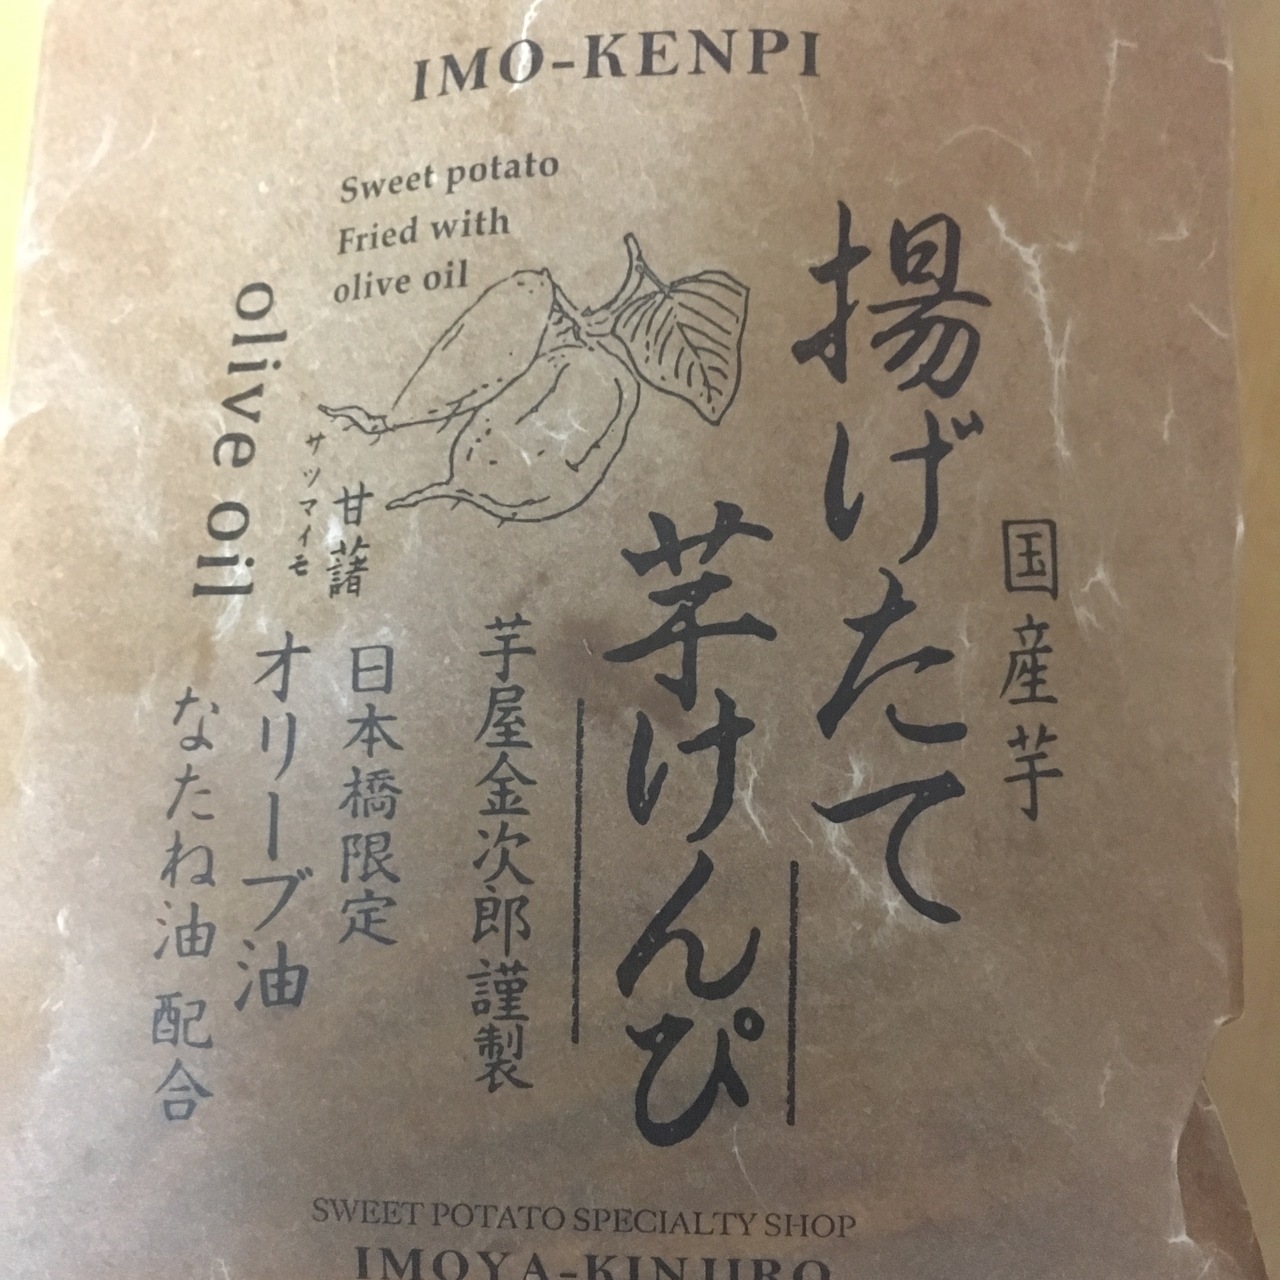 IMO-KENPI
Sweet potato
Fried with
olive oil
国産芋
揚げたて
芋けんぴ
芋屋金次郎謹製
甘藷
サツマイモ
日本橋限定
olive oil
オリーブ油
なたね油 配合
SWEET POTATO SPECIALTY SHOP
IMOYA-KINJIRO